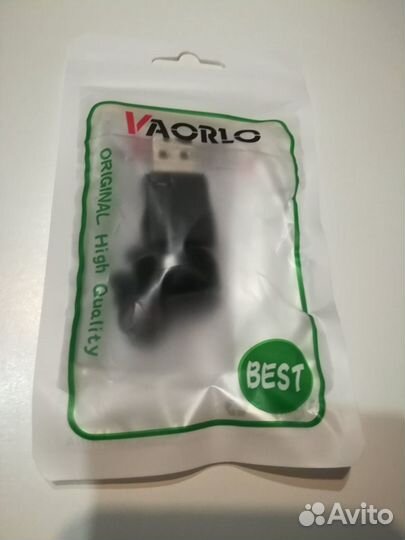 VAORLO
ORIGINAL High Quality
BEST
Avito